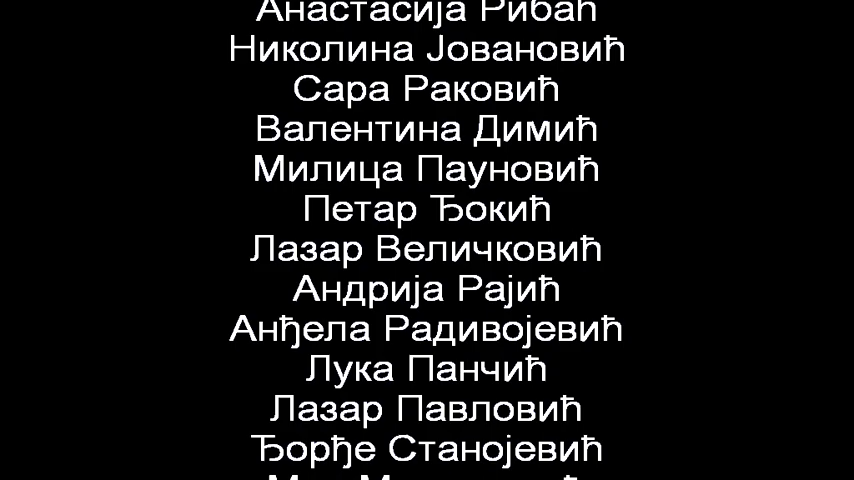 Анастасија Рибаћ
Николина Јовановић
Сара Раковић
Валентина Димић
Милица Пауновић
Петар Ђокић
Лазар Величковић
Андрија Рајић
Анђела Радивојевић
Лука Панчић
Лазар Павловић
Ђорђе Станојевић